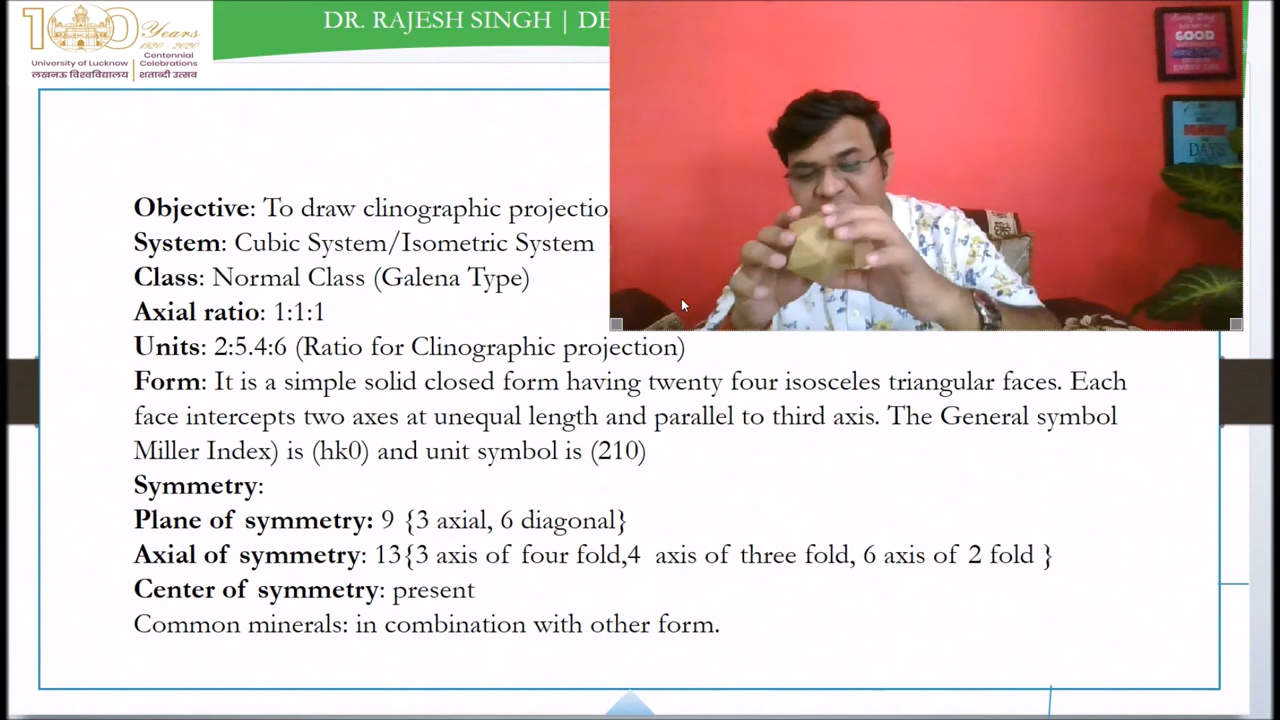 DR. RAJESH SINGH | DE
100 Years
1920 - 2020
University of Lucknow
Centennial
Celebrations
लखनऊ विश्वविद्यालय
शताब्दी उत्सव
Every Day
GOOD
EVERY DAY
DAYS
Objective: To draw clinographic projectio
System: Cubic System/Isometric System
Class: Normal Class (Galena Type)
Axial ratio: 1:1:1
Units: 2:5.4:6 (Ratio for Clinographic projection)
Form: It is a simple solid closed form having twenty four isosceles triangular faces. Each
face intercepts two axes at unequal length and parallel to third axis. The General symbol
Miller Index) is (hk0) and unit symbol is (210)
Symmetry:
Plane of symmetry: 9 {3 axial, 6 diagonal}
Axial of symmetry: 13{3 axis of four fold,4 axis of three fold, 6 axis of 2 fold }
Center of symmetry: present
Common minerals: in combination with other form.